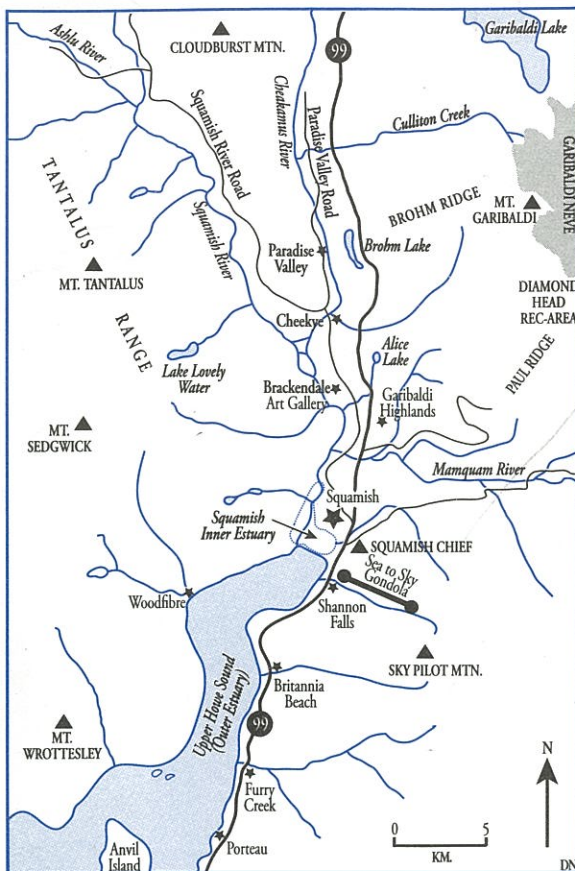 Ashlu River
CLOUDBURST MTN.
99
Garibaldi Lake
Squamish River Road
Cheakamus River
Paradise Valley Road
Culliton Creek
GARIBALDI NEVE
TANTALUS
RANGE
MT. TANTALUS
Squamish River
Paradise
Valley
BROHM RIDGE
Brohm Lake
MT.
GARIBALDI
DIAMOND
HEAD
REC-AREA
Cheekye
Alice
Lake
PAUL RIDGE
Lake Lovely
Water
Brackendale
Art Gallery
Garibaldi
Highlands
MT.
SEDGWICK
Mamquam River
Squamish
Squamish
Inner Estuary
SQUAMISH CHIEF
Sea to Sky
Gondola
Woodfibre
Shannon
Falls
SKY PILOT MTN.
Britannia
Beach
Upper Howe Sound
(Outer Estuary)
99
MT.
WROTTESLEY
Furry
Creek
N
Anvil
Island
Porteau
0
5
KM.
DN